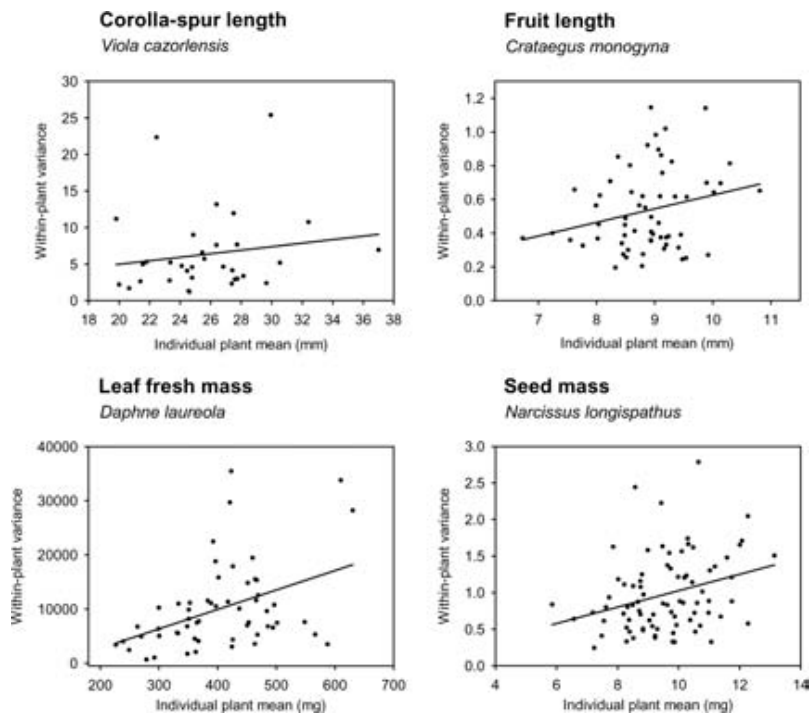 Corolla-spur length
Viola cazorlensis
Within-plant variance
30
25
20
15
10
5
0
18 20 22 24 26 28 30 32 34 36 38
Individual plant mean (mm)
Fruit length
Crataegus monogyna
Within-plant variance
1.2
1.0
0.8
0.6
0.4
0.2
0.0
7 8 9 10 11
Individual plant mean (mm)
Leaf fresh mass
Daphne laureola
Within-plant variance
40000
30000
20000
10000
0
200 300 400 500 600 700
Individual plant mean (mg)
Seed mass
Narcissus longispathus
Within-plant variance
3.0
2.5
2.0
1.5
1.0
0.5
0.0
4 6 8 10 12 14
Individual plant mean (mg)